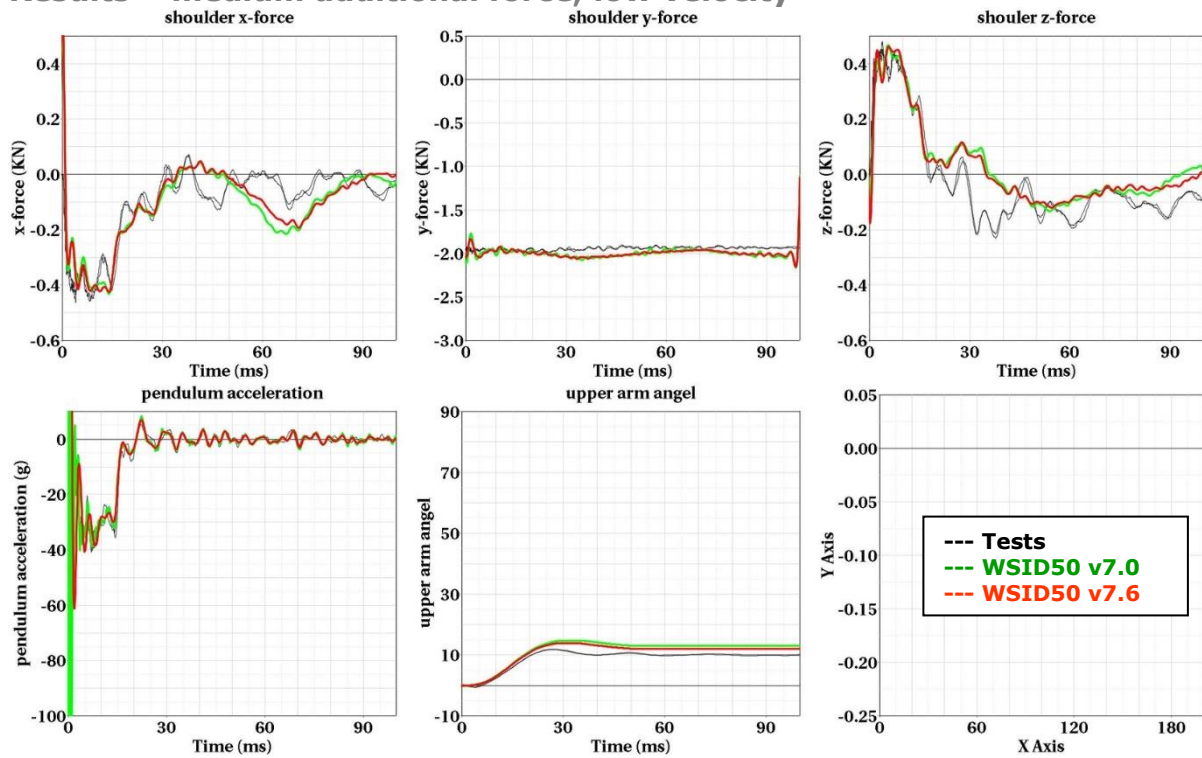 Results – medium additional force, low velocity
shoulder x-force
0.4
0.2
0.0
-0.2
-0.4
-0.6
x-force (KN)
0 30 60 90
Time (ms)
shoulder y-force
0.5
0.0
-0.5
-1.0
-1.5
-2.0
-2.5
-3.0
y-force (KN)
0 30 60 90
Time (ms)
shouler z-force
0.4
0.2
0.0
-0.2
-0.4
-0.6
z-force (KN)
0 30 60 90
Time (ms)
pendulum acceleration
0
-20
-40
-60
-80
-100
pendulum acceleration (g)
0 30 60 90
Time (ms)
upper arm angel
90
70
50
30
10
-10
upper arm angel
0 30 60 90
Time (ms)
0.05
0.00
-0.05
-0.10
-0.15
-0.20
-0.25
Y Axis
0 60 120 180
X Axis
--- Tests
--- WSID50 v7.0
--- WSID50 v7.6